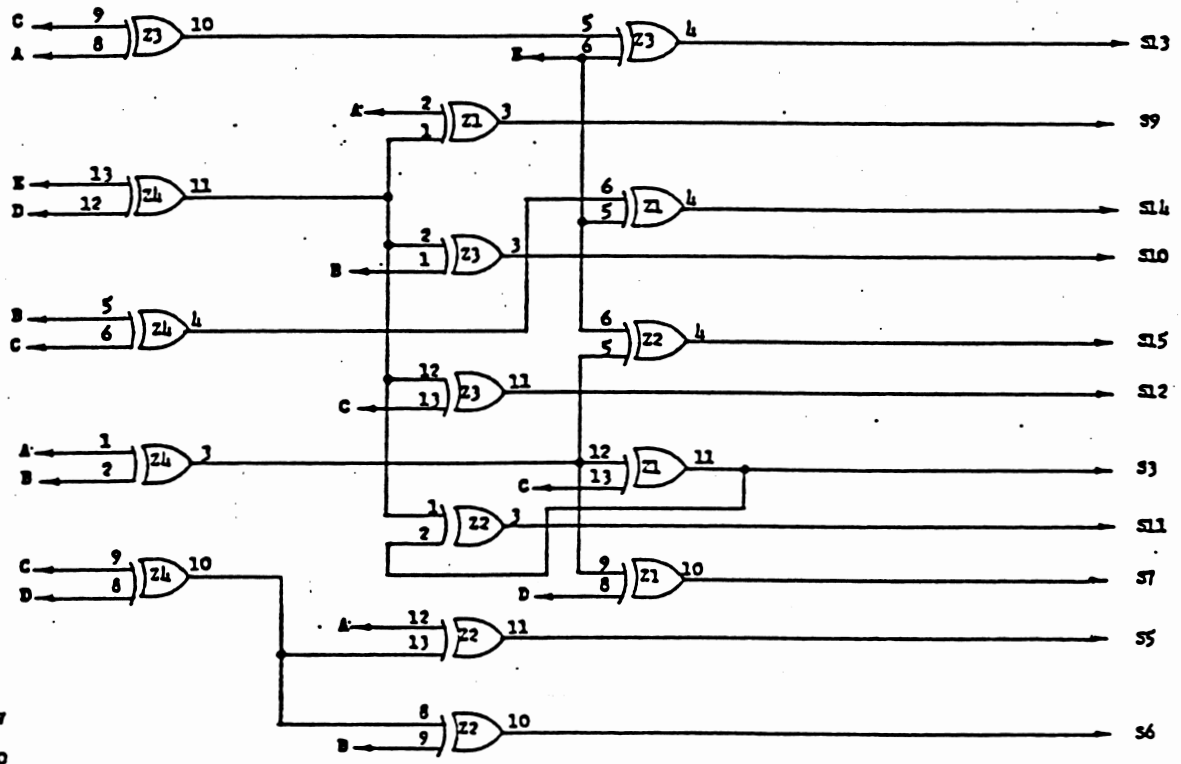 C 9 Z3 10 5 Z3 4 S13
A 8 E 6
A 2 Z1 3 S9
1
E 13 Z4 11 6 Z1 4 S14
D 12 5
2 Z3 3 S10
B 1
B 5 Z4 4 6 Z2 4 S15
C 6 5
12 Z3 11 S12
C 13
A 1 Z4 3 12 Z1 11 S3
B 2 C 13
1 Z2 3 S11
2
C 9 Z4 10 9 Z1 10 S7
D 8 D 8
A 12 Z2 11 S5
13
8 Z2 10 S6
B 9